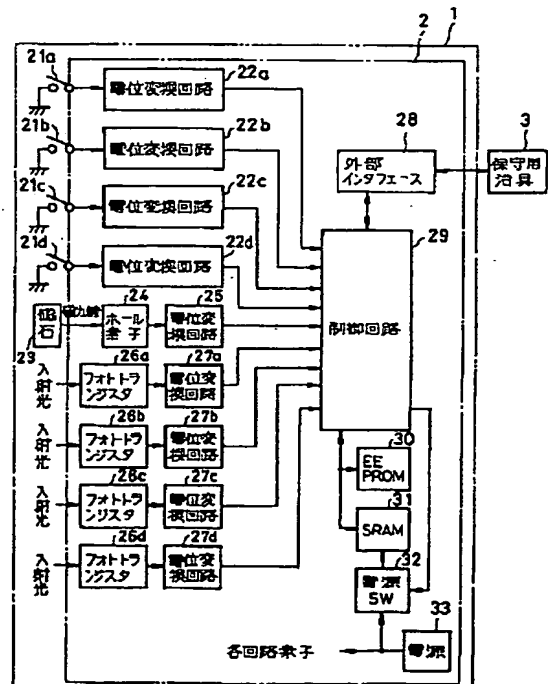 1
2
21a
22a
電位変換回路
21b
22b
電位変換回路
21c
22c
電位変換回路
21d
22d
電位変換回路
28
外部
インタフェース
3
保守用
治具
29
制御回路
磁石
23
磁力線
24
ホール
素子
25
電位変
換回路
入射光
26a
フォトトラ
ンジスタ
27a
電位変
換回路
入射光
26b
フォトトラ
ンジスタ
27b
電位変
換回路
入射光
26c
フォトトラ
ンジスタ
27c
電位変
換回路
入射光
26d
フォトトラ
ンジスタ
27d
電位変
換回路
30
EE
PROM
31
SRAM
32
電源
SW
33
電源
各回路素子